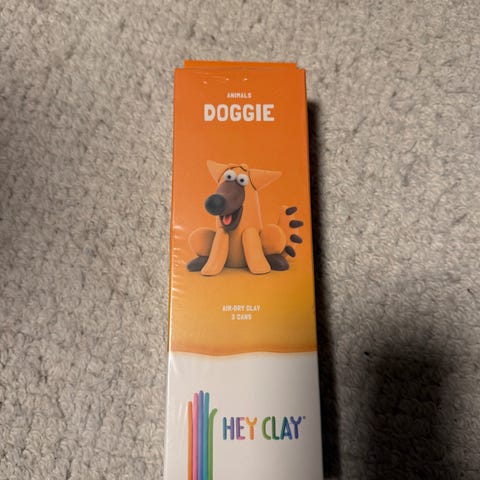 ANIMALS
DOGGIE
AIR-DRY CLAY
3 CANS
HEY CLAY®